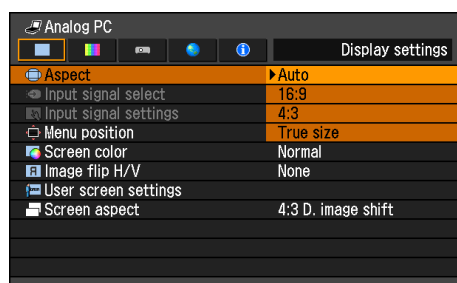 Analog PC
Display settings
Aspect Auto
Input signal select 16:9
Input signal settings 4:3
Menu position True size
Screen color Normal
Image flip H/V None
User screen settings
Screen aspect 4:3 D. image shift